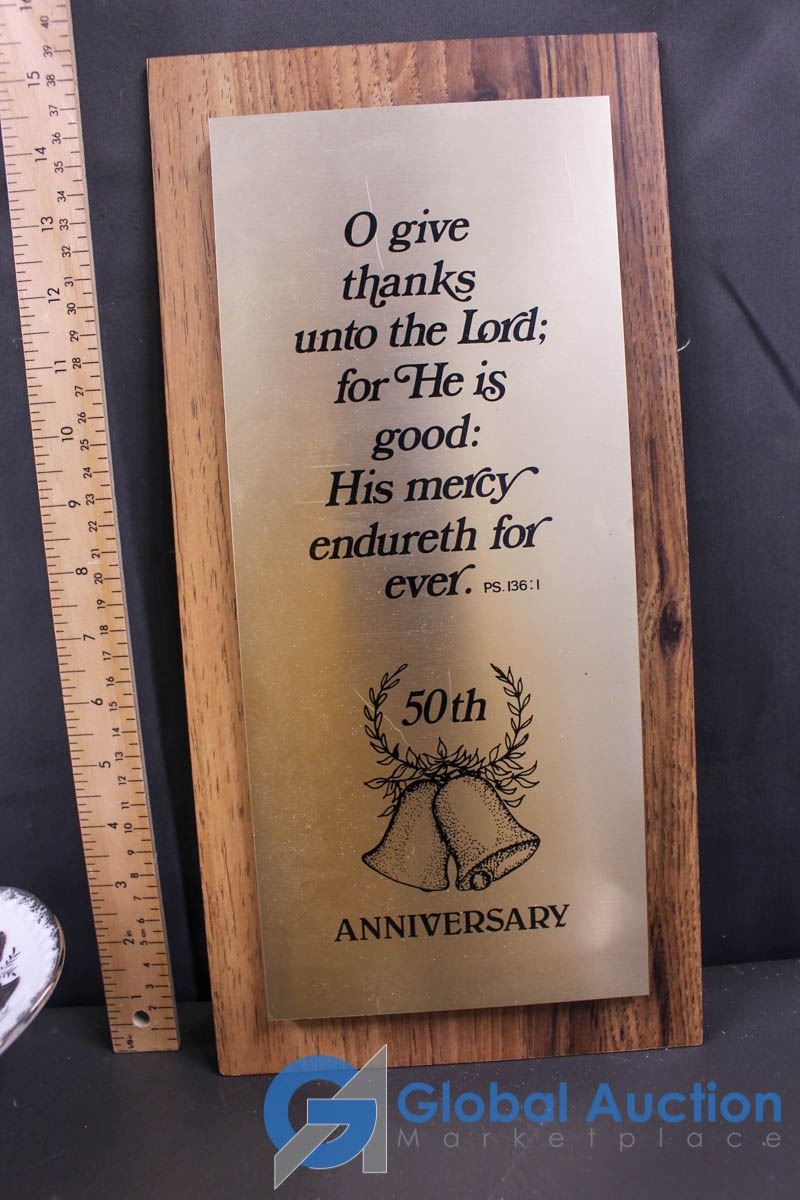 O give
thanks
unto the Lord;
for He is
good:
His mercy
endureth for
ever. PS. 136:1
50th
ANNIVERSARY
Global Auction
Marketplace